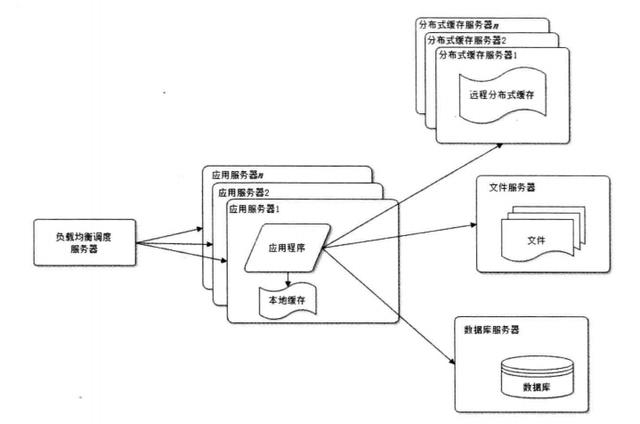 分布式缓存服务器n
分布式缓存服务器2
分布式缓存服务器1
远程分布式缓存
应用服务器n
应用服务器2
应用服务器1
应用程序
本地缓存
负载均衡调度
服务器
文件服务器
文件
数据库服务器
数据库